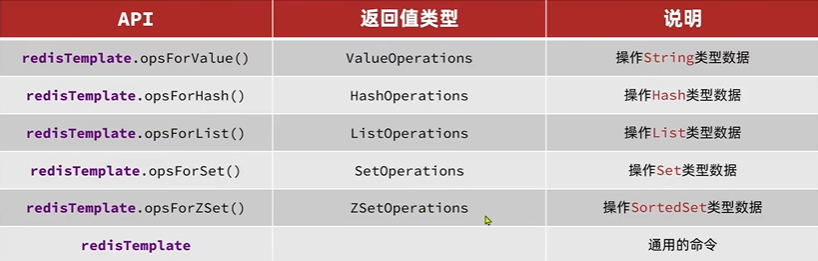 API 返回值类型 说明
redisTemplate.opsForValue() ValueOperations 操作String类型数据
redisTemplate.opsForHash() HashOperations 操作Hash类型数据
redisTemplate.opsForList() ListOperations 操作List类型数据
redisTemplate.opsForSet() SetOperations 操作Set类型数据
redisTemplate.opsForZSet() ZSetOperations 操作SortedSet类型数据
redisTemplate 通用的命令